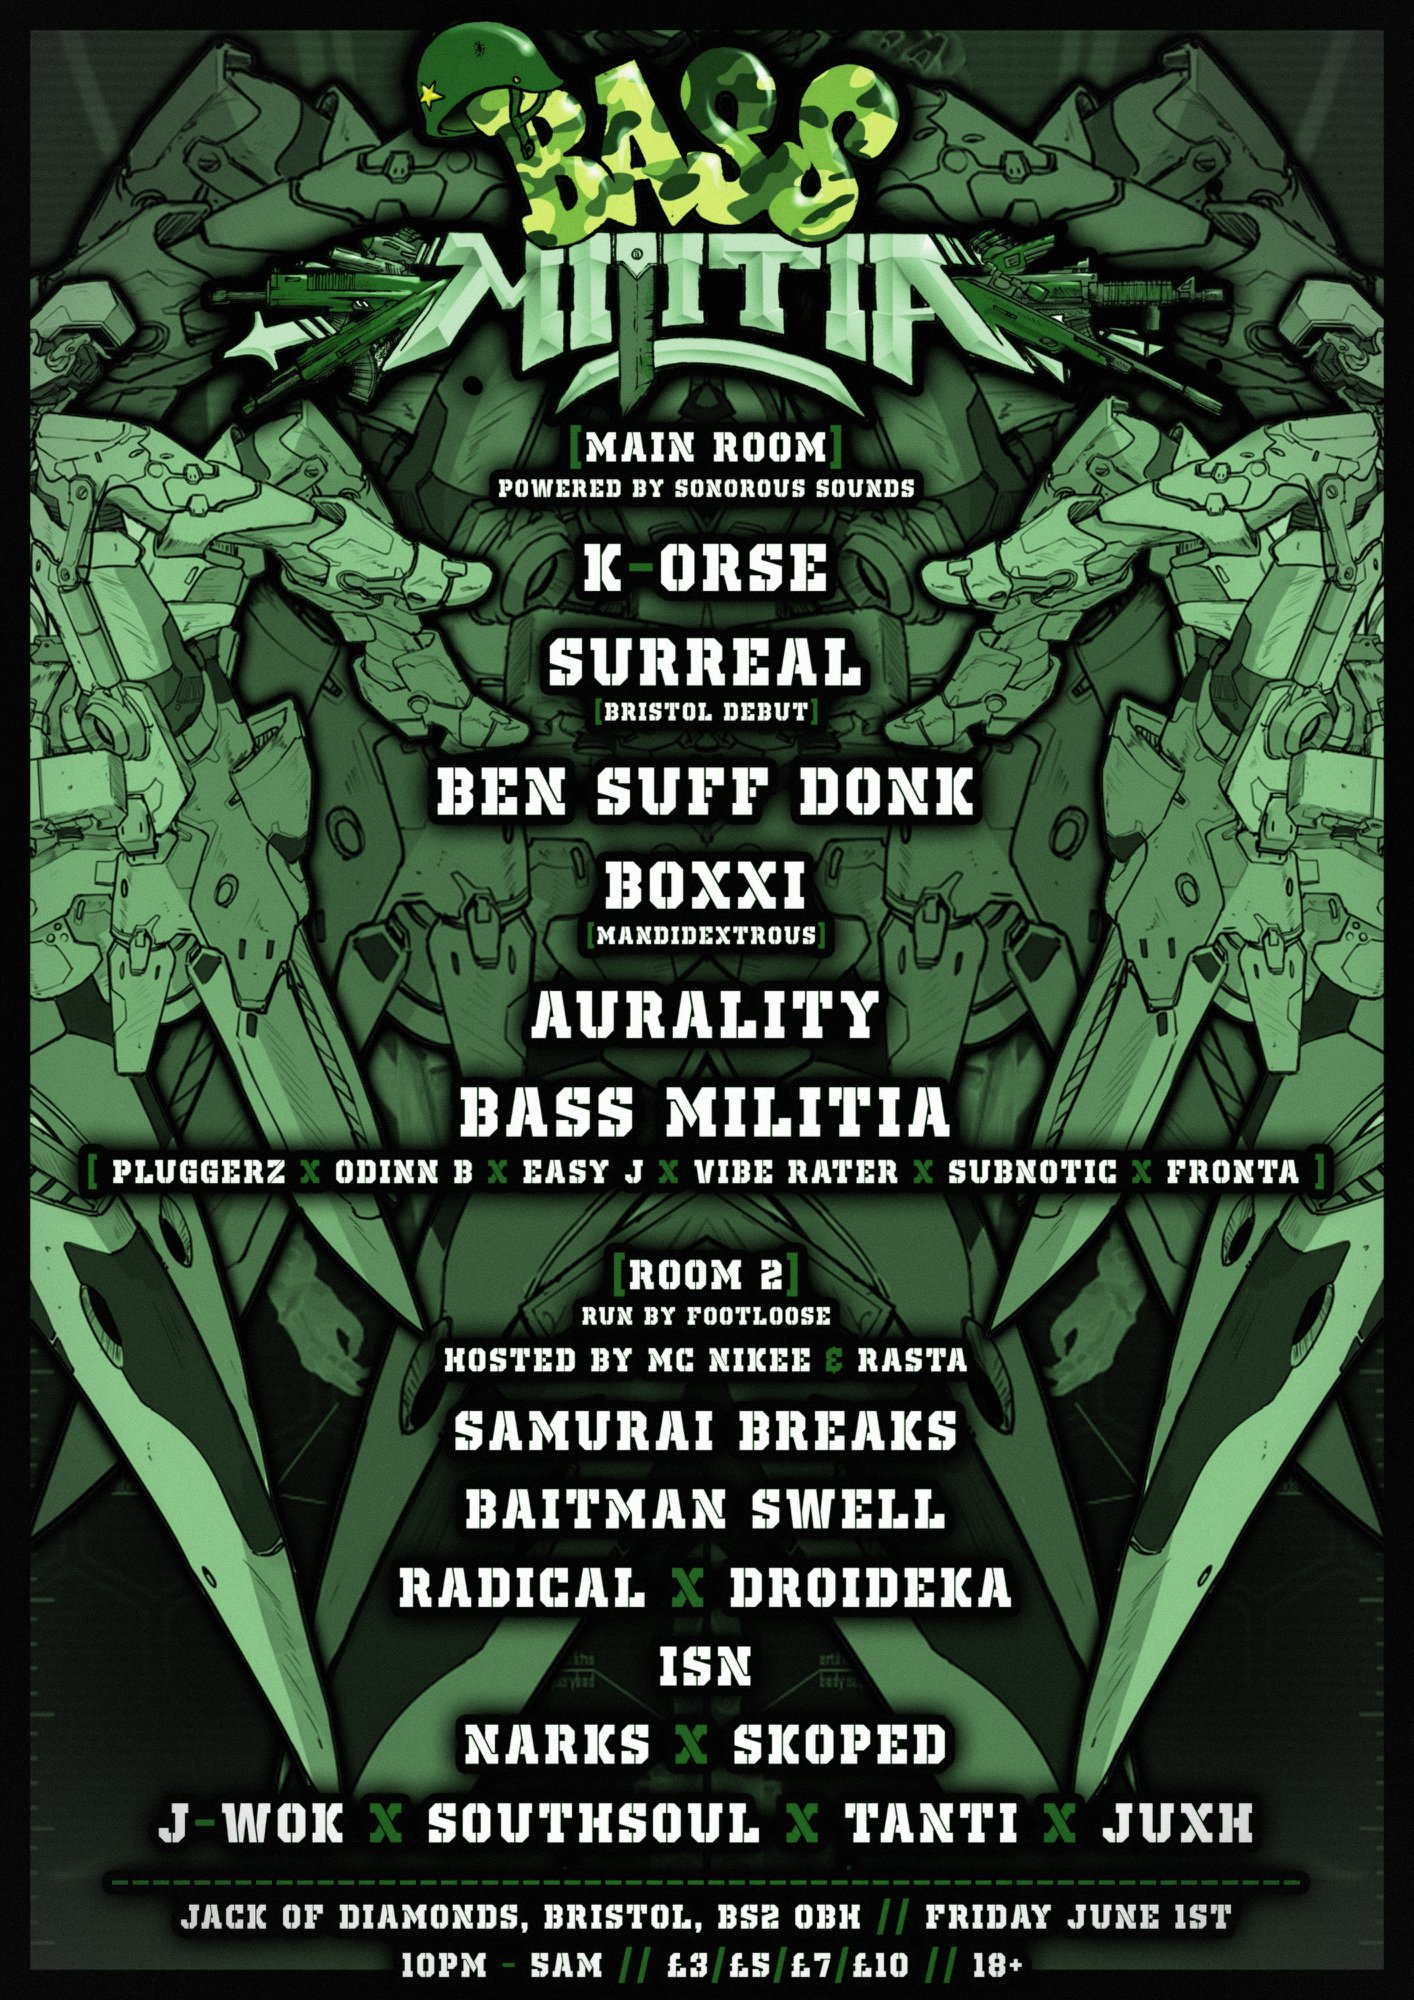 BASS
MILITIA
[MAIN ROOM]
POWERED BY SONOROUS SOUNDS
K-ORSE
SURREAL
[BRISTOL DEBUT]
BEN SUFF DONK
BOXXI
[MANDIDEXTROUS]
AURALITY
BASS MILITIA
[ PLUGGERZ X ODINN B X EASY J X VIBE RATER X SUBNOTIC X FRONTA ]
[ROOM 2]
RUN BY FOOTLOOSE
HOSTED BY MC NIKEE & RASTA
SAMURAI BREAKS
BAITMAN SWELL
RADICAL X DROIDEKA
ISN
NARKS X SKOPED
J-WOK X SOUTHSOUL X TANTI X JUXH
JACK OF DIAMONDS, BRISTOL, BS2 0BH // FRIDAY JUNE 1ST
10PM - 5AM // £3/£5/£7/£10 // 18+